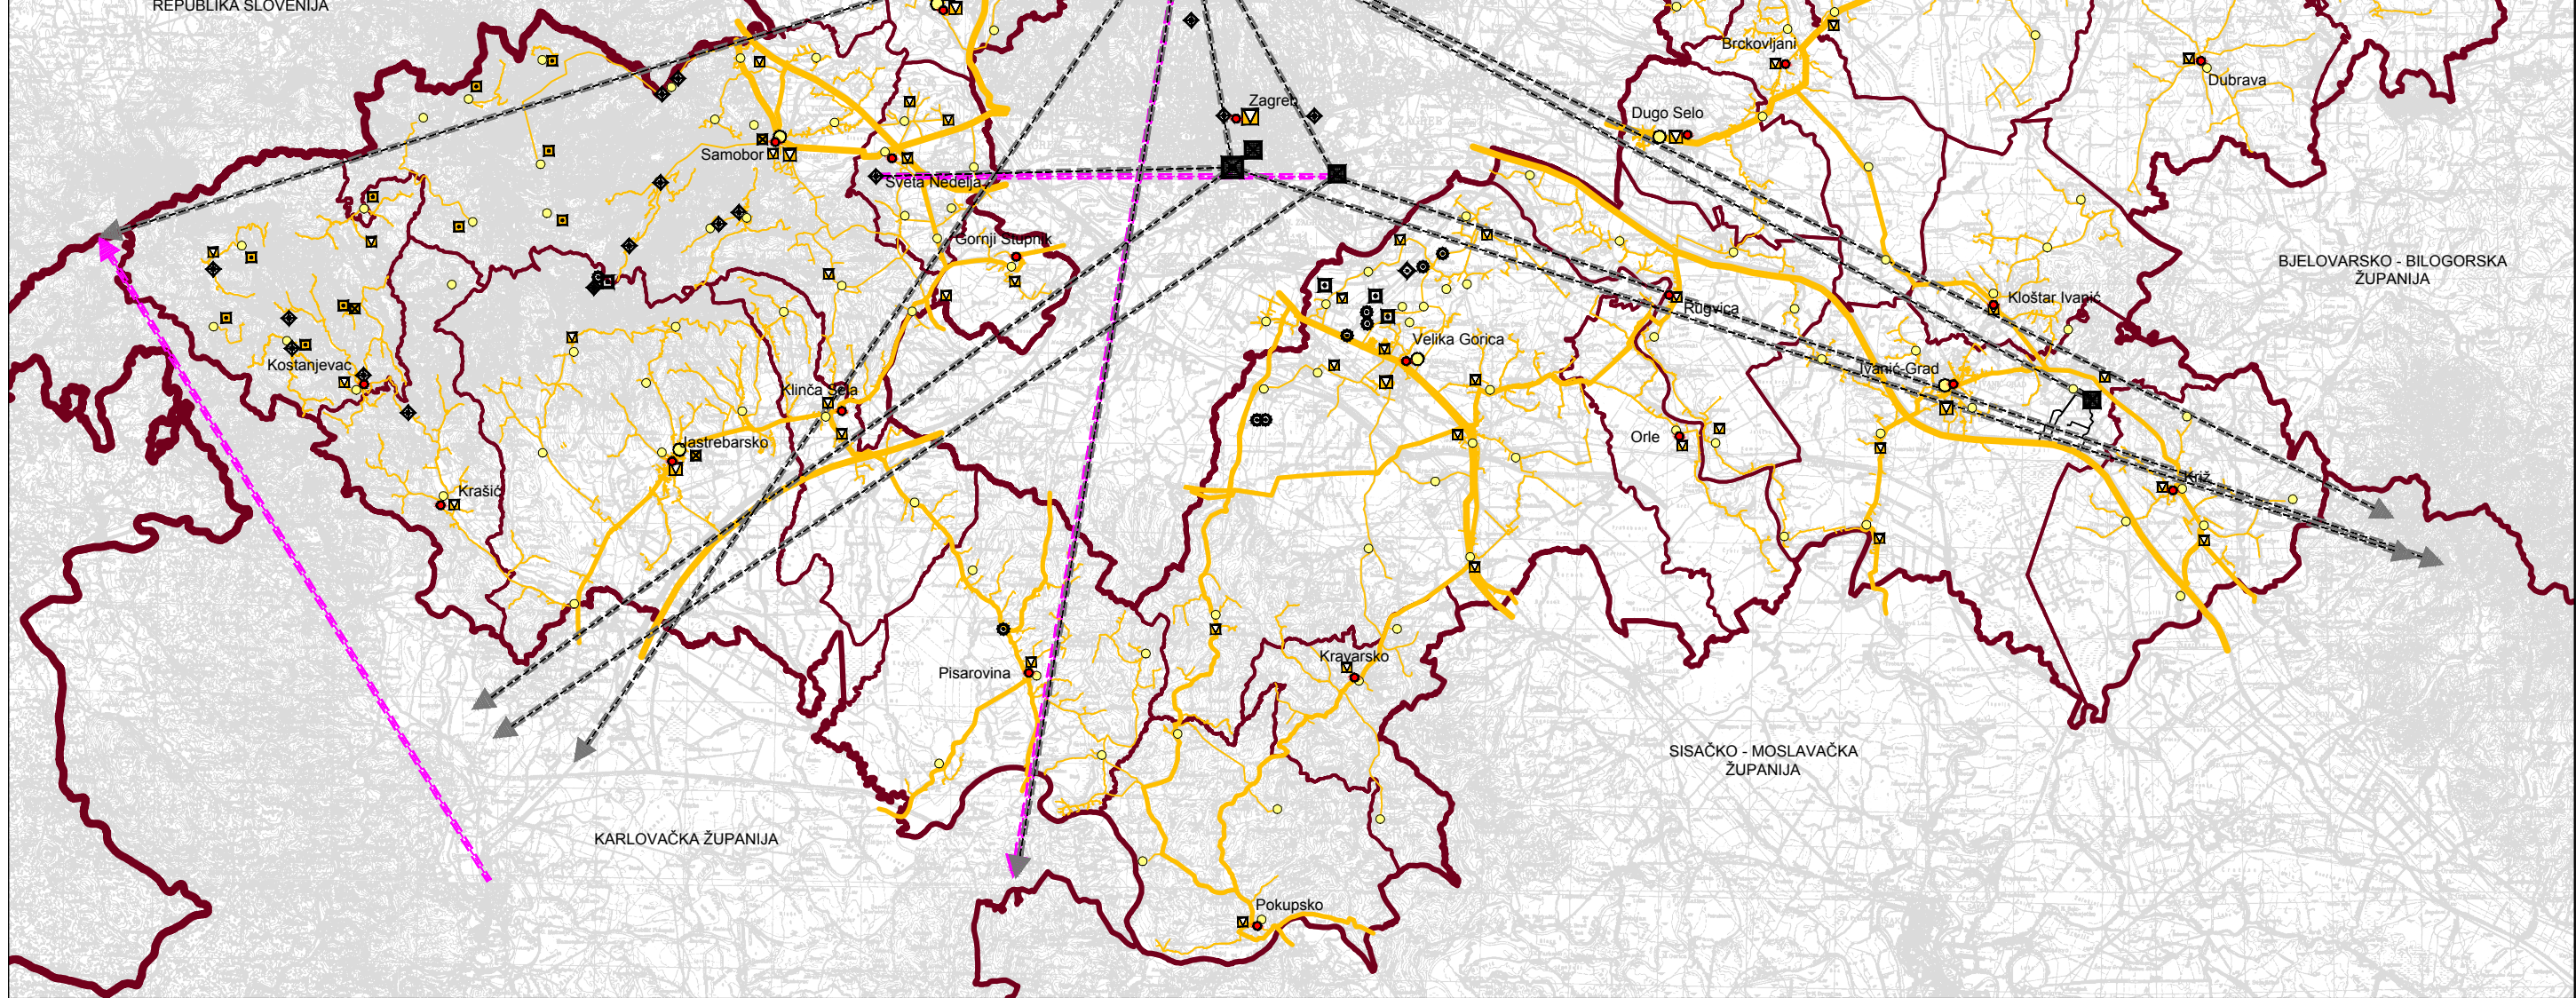 REPUBLIKA SLOVENIJA
Brckovljani
Dubrava
Zagreb
Dugo Selo
Samobor
Sveta Nedelja
Gornji Stupnik
BJELOVARSKO - BILOGORSKA
ŽUPANIJA
Kloštar Ivanić
Rugvica
Velika Gorica
Kostanjevac
Ivanić-Grad
Klinča Sela
Jastrebarsko
Orle
Krašić
Križ
Kravarsko
Pisarovina
SISAČKO - MOSLAVAČKA
ŽUPANIJA
KARLOVAČKA ŽUPANIJA
Pokupsko